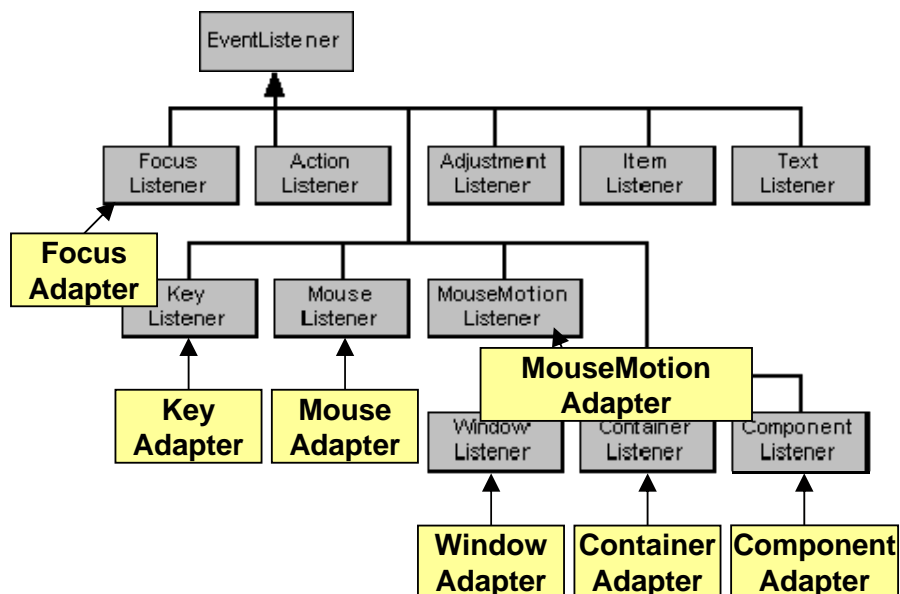 EventListener
Focus
Listener
Action
Listener
Adjustment
Listener
Item
Listener
Text
Listener
Focus
Adapter
Key
Listener
Mouse
Listener
MouseMotion
Listener
MouseMotion
Adapter
Key
Adapter
Mouse
Adapter
Window
Listener
Container
Listener
Component
Listener
Window
Adapter
Container
Adapter
Component
Adapter